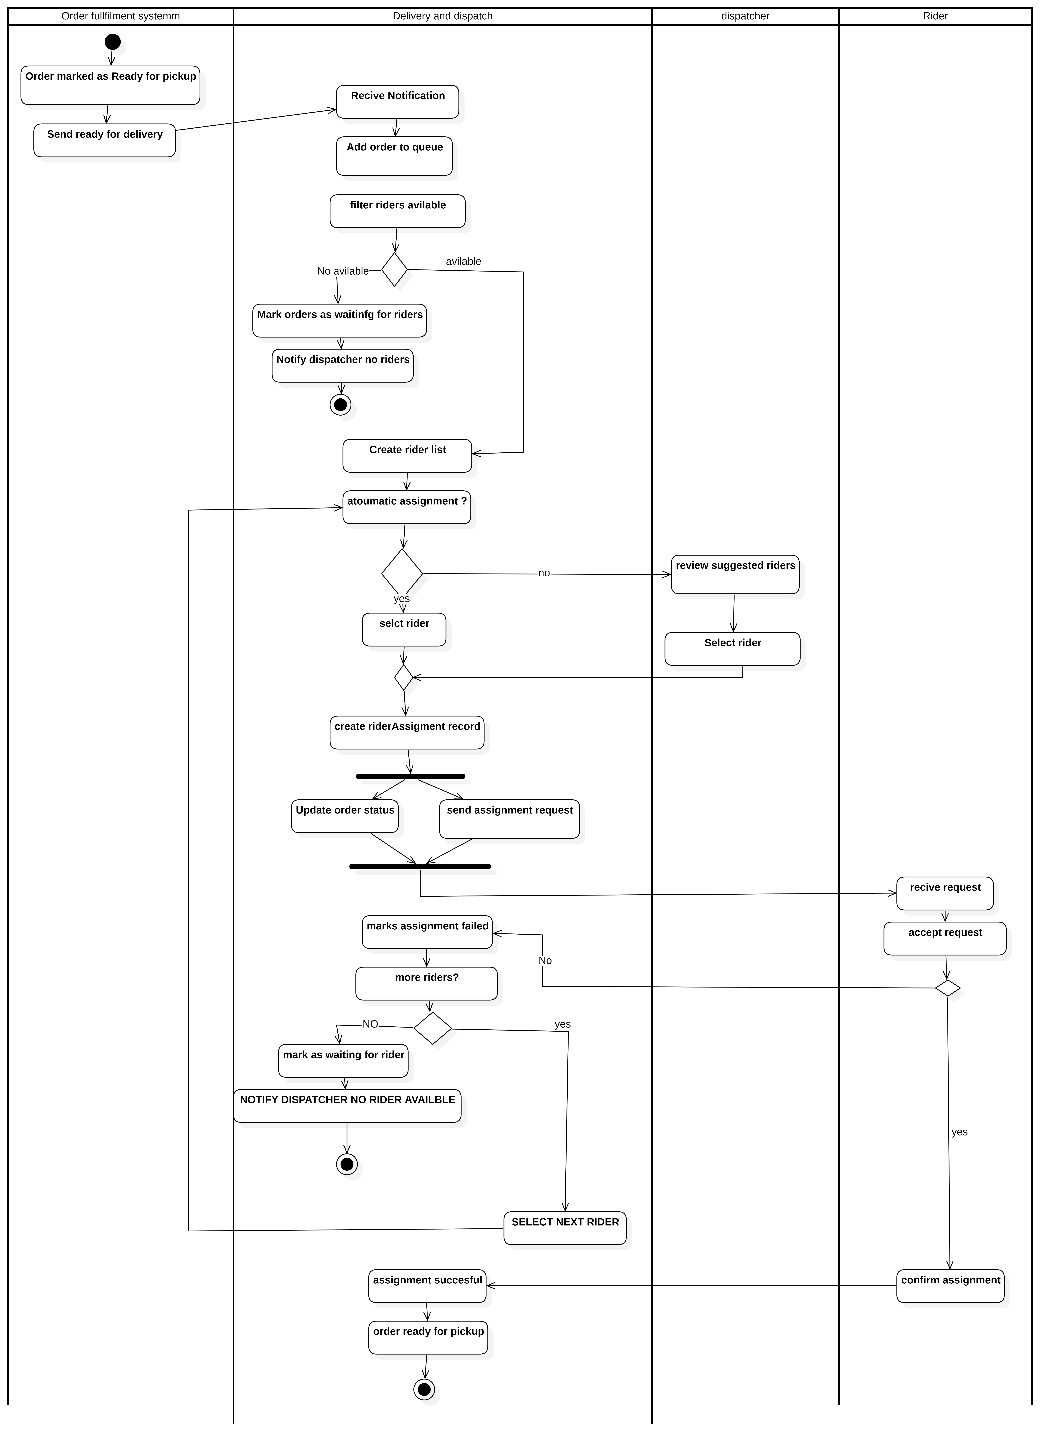 Order fullfilment systemm
Delivery and dispatch
dispatcher
Rider
Order marked as Ready for pickup
Send ready for delivery
Recive Notification
Add order to queue
filter riders avilable
No avilable
avilable
Mark orders as waitinfg for riders
Notify dispatcher no riders
Create rider list
atoumatic assignment ?
no
yes
review suggested riders
selct rider
Select rider
create riderAssigment record
Update order status
send assignment request
recive request
accept request
marks assignment failed
No
more riders?
NO
yes
mark as waiting for rider
NOTIFY DISPATCHER NO RIDER AVAILBLE
yes
SELECT NEXT RIDER
assignment succesful
confirm assignment
order ready for pickup